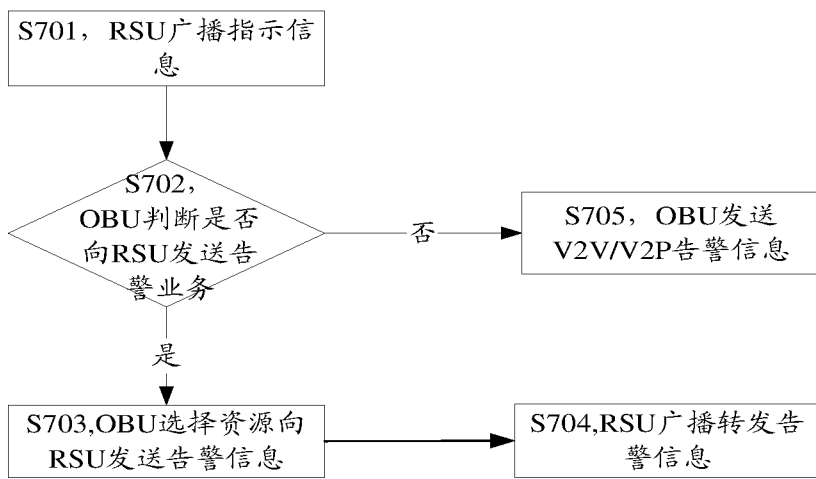 S701，RSU广播指示信
息
S702，
OBU判断是否
向RSU发送告
警业务
否
S705，OBU发送
V2V/V2P告警信息
是
S703,OBU选择资源向
RSU发送告警信息
S704,RSU广播转发告
警信息